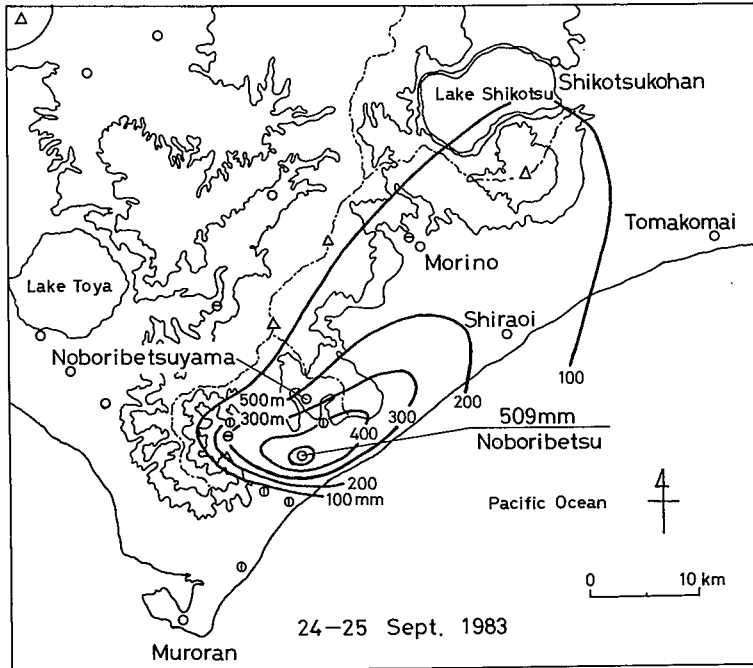 Shikotsukohan
Lake Shikotsu
Tomakomai
Morino
Lake Toya
Shiraoi
Noboribetsuyama
100
500m
200
300m
300
509mm
400
Noboribetsu
200
100mm
Pacific Ocean
0 10 km
24–25 Sept. 1983
Muroran